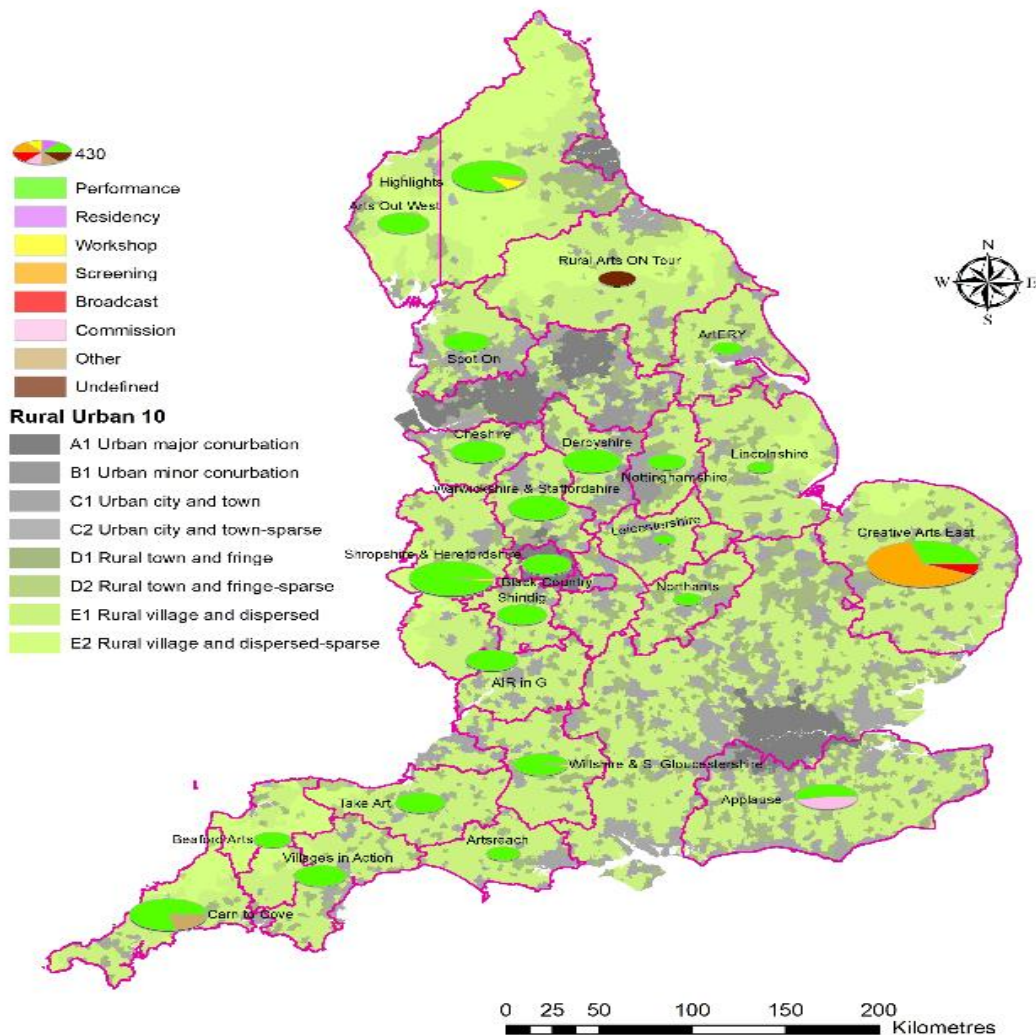 430
Performance
Residency
Workshop
Screening
Broadcast
Commission
Other
Undefined
Rural Urban 10
A1 Urban major conurbation
B1 Urban minor conurbation
C1 Urban city and town
C2 Urban city and town-sparse
D1 Rural town and fringe
D2 Rural town and fringe-sparse
E1 Rural village and dispersed
E2 Rural village and dispersed-sparse
Highlights
Arts Out West
Rural Arts ON Tour
ArtERY
Spot On
Cheshire
Derbyshire
Nottinghamshire
Lincolnshire
Warwickshire & Staffordshire
Leicestershire
Creative Arts East
Shropshire & Herefordshire
Black Country
Shindig
Northants
AIR in G
Wiltshire & S. Gloucestershire
Applause
Take Art
Beaford Arts
Villages in Action
Artsreach
Carn to Cove
N
W E
S
0 25 50 100 150 200
Kilometres